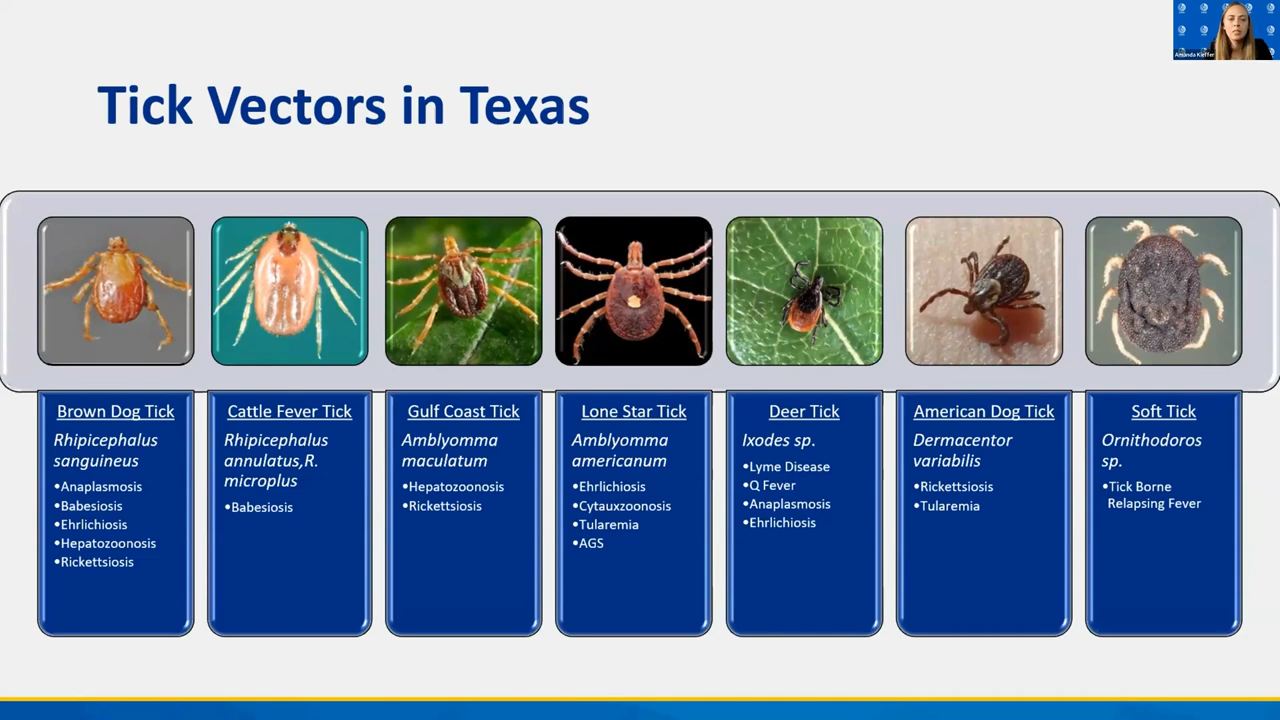 Amanda Kieffer
Tick Vectors in Texas
Brown Dog Tick
Rhipicephalus
sanguineus
•Anaplasmosis
•Babesiosis
•Ehrlichiosis
•Hepatozoonosis
•Rickettsiosis
Cattle Fever Tick
Rhipicephalus
annulatus,R.
microplus
•Babesiosis
Gulf Coast Tick
Amblyomma
maculatum
•Hepatozoonosis
•Rickettsiosis
Lone Star Tick
Amblyomma
americanum
•Ehrlichiosis
•Cytauxzoonosis
•Tularemia
•AGS
Deer Tick
Ixodes sp.
•Lyme Disease
•Q Fever
•Anaplasmosis
•Ehrlichiosis
American Dog Tick
Dermacentor
variabilis
•Rickettsiosis
•Tularemia
Soft Tick
Ornithodoros
sp.
•Tick Borne
Relapsing Fever